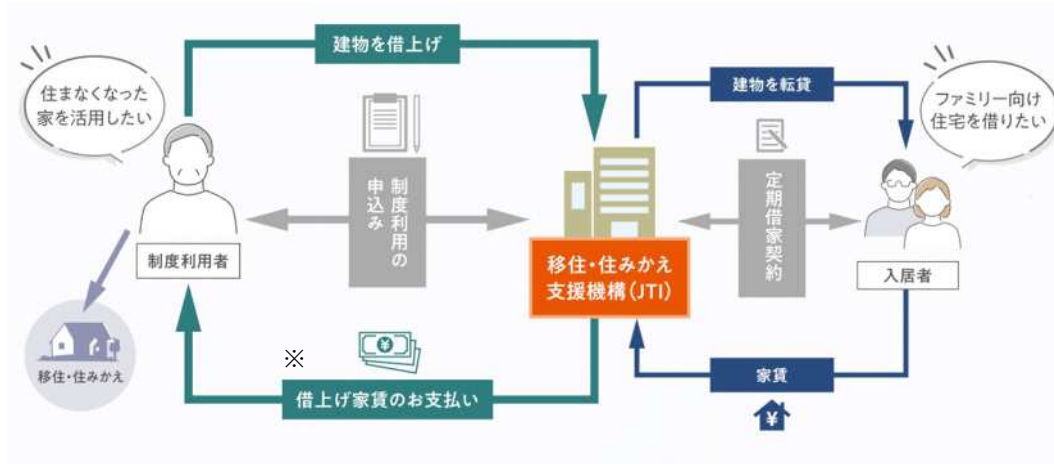 建物を借上げ
住まなくなった
家を活用したい
建物を転貸
ファミリー向け
住宅を借りたい
制度利用の
申込み
定期借家契約
制度利用者
移住・住みかえ
支援機構(JTI)
入居者
移住・住みかえ
※
¥
借上げ家賃のお支払い
家賃
¥